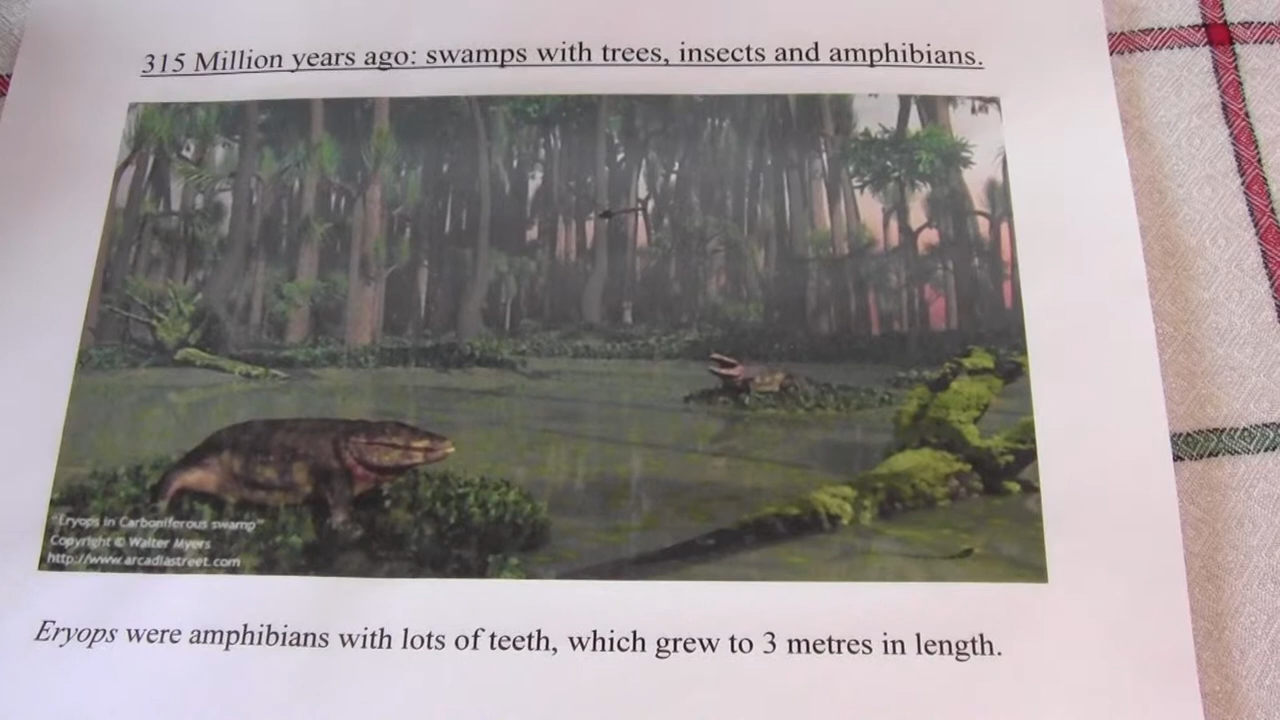 315 Million years ago: swamps with trees, insects and amphibians.
"Eryops in Carboniferous swamp"
Copyright © Walter Myers
http://www.arcadiastreet.com
Eryops were amphibians with lots of teeth, which grew to 3 metres in length.